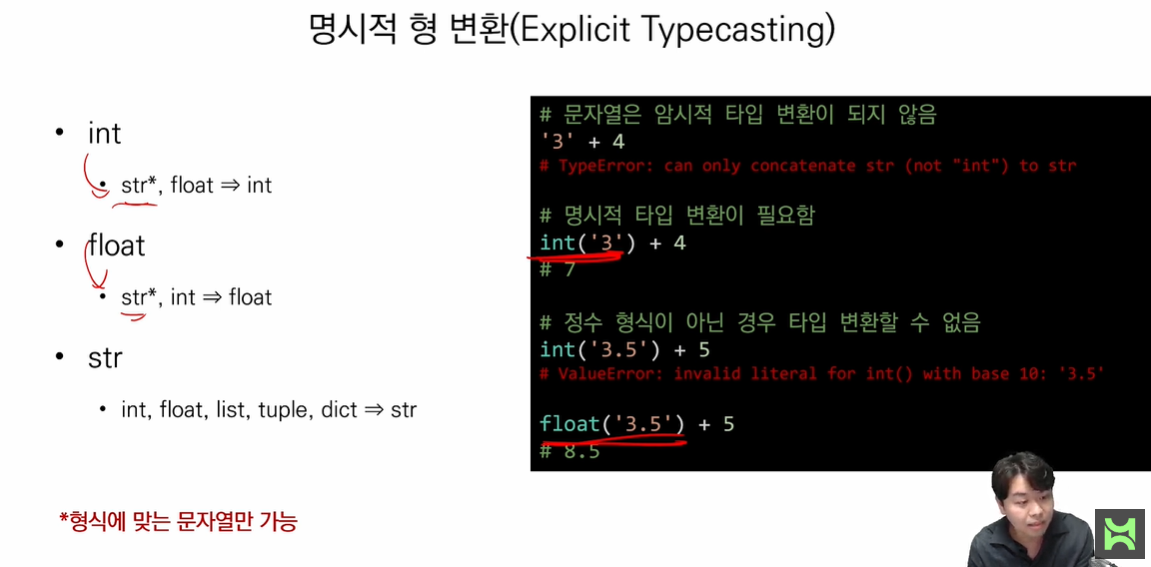 명시적 형 변환(Explicit Typecasting)
• int
• str*, float ⇒ int
• float
• str*, int ⇒ float
• str
• int, float, list, tuple, dict ⇒ str
*형식에 맞는 문자열만 가능
# 문자열은 암시적 타입 변환이 되지 않음
'3' + 4
# TypeError: can only concatenate str (not "int") to str
# 명시적 타입 변환이 필요함
int('3') + 4
# 7
# 정수 형식이 아닌 경우 타입 변환할 수 없음
int('3.5') + 5
# ValueError: invalid literal for int() with base 10: '3.5'
float('3.5') + 5
# 8.5